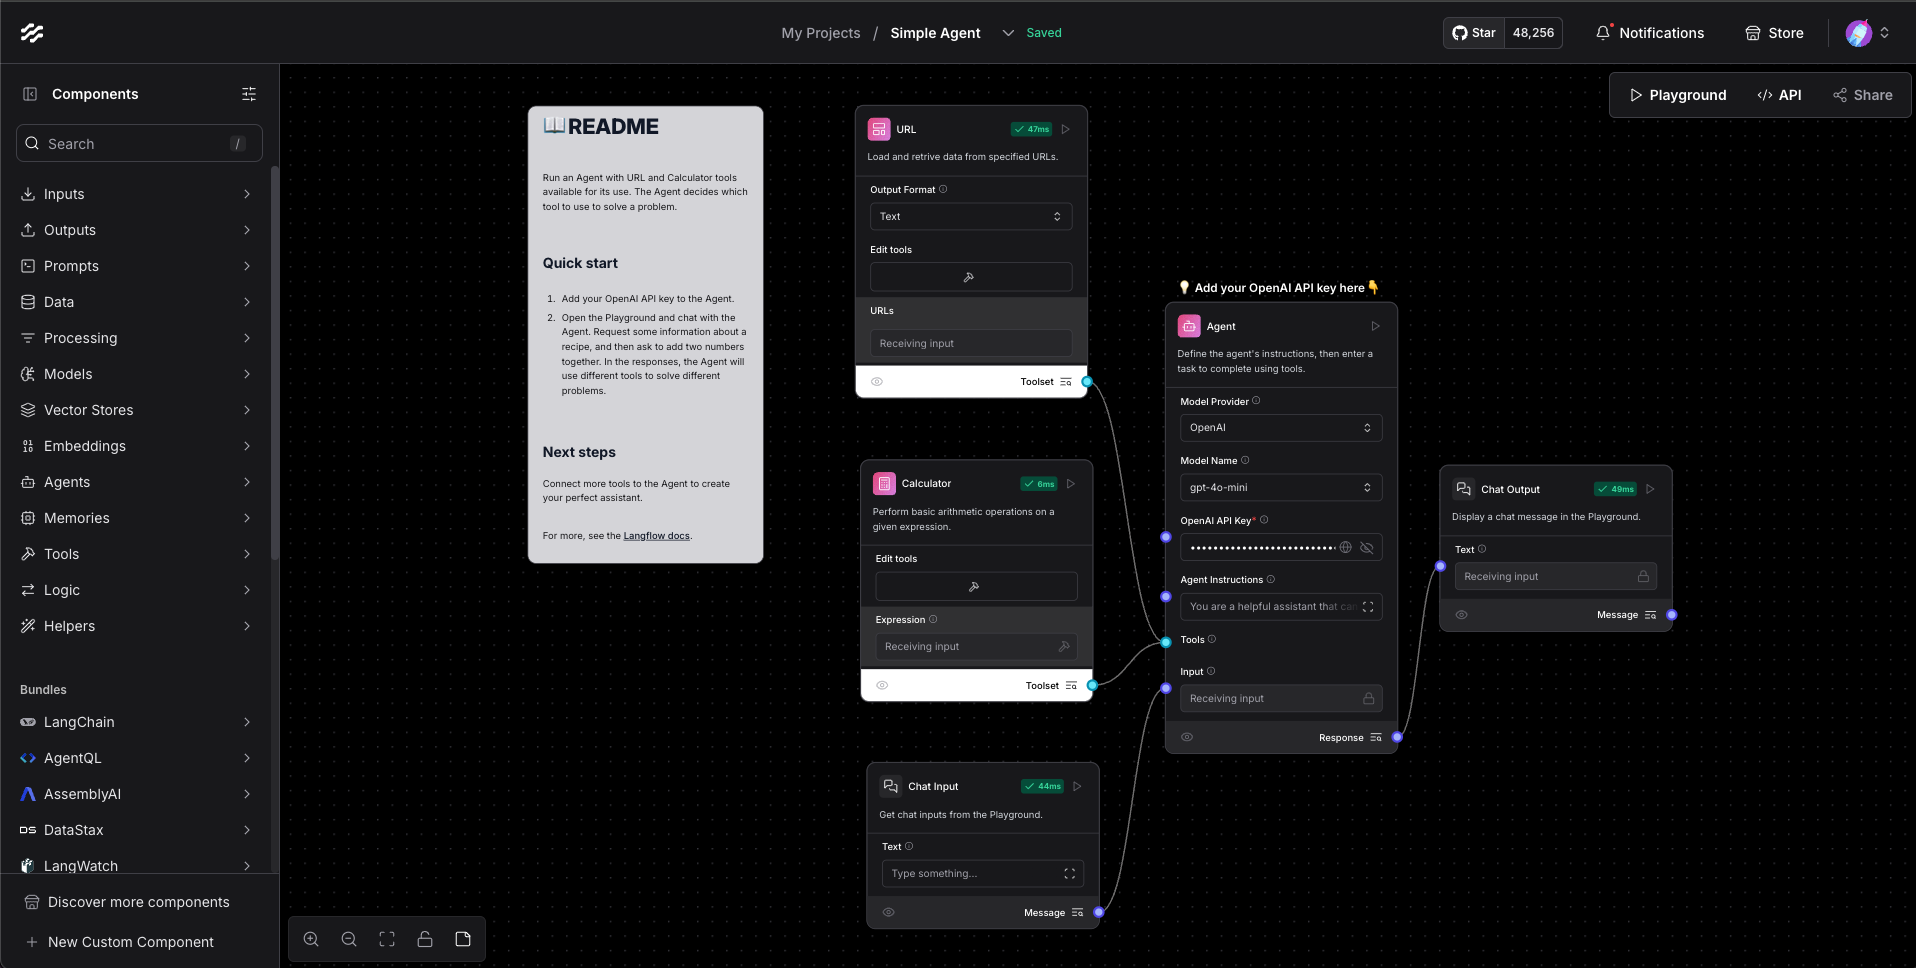 My Projects / Simple Agent Saved
Star 48,256
Notifications
Store
Components
Search /
Inputs
Outputs
Prompts
Data
Processing
Models
Vector Stores
Embeddings
Agents
Memories
Tools
Logic
Helpers
Bundles
LangChain
AgentQL
AssemblyAI
DS DataStax
LangWatch
Discover more components
New Custom Component
Playground
API
Share
📖README
Run an Agent with URL and Calculator tools
available for its use. The Agent decides which
tool to use to solve a problem.
Quick start
1. Add your OpenAI API key to the Agent.
2. Open the Playground and chat with the
Agent. Request some information about a
recipe, and then ask to add two numbers
together. In the responses, the Agent will
use different tools to solve different
problems.
Next steps
Connect more tools to the Agent to create
your perfect assistant.
For more, see the Langflow docs.
URL 47ms
Load and retrive data from specified URLs.
Output Format
Text
Edit tools
URLs
Receiving input
Toolset
Calculator 6ms
Perform basic arithmetic operations on a
given expression.
Edit tools
Expression
Receiving input
Toolset
Chat Input 44ms
Get chat inputs from the Playground.
Text
Type something...
Message
💡 Add your OpenAI API key here👇
Agent
Define the agent's instructions, then enter a
task to complete using tools.
Model Provider
OpenAI
Model Name
gpt-4o-mini
OpenAI API Key*
••••••••••••••••••••••••••
Agent Instructions
You are a helpful assistant that can
Tools
Input
Receiving input
Response
Chat Output 49ms
Display a chat message in the Playground.
Text
Receiving input
Message